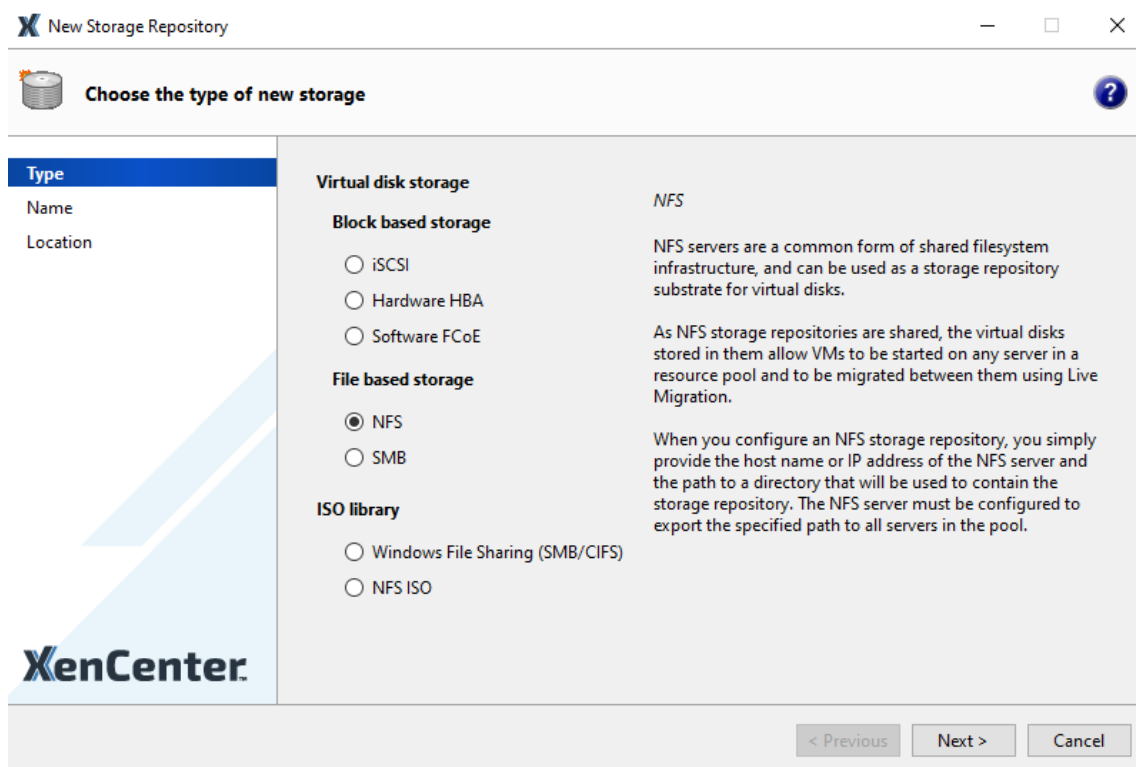 New Storage Repository
Choose the type of new storage
?
Type
Name
Location
Virtual disk storage
Block based storage
iSCSI
Hardware HBA
Software FCoE
File based storage
NFS
SMB
ISO library
Windows File Sharing (SMB/CIFS)
NFS ISO
NFS
NFS servers are a common form of shared filesystem
infrastructure, and can be used as a storage repository
substrate for virtual disks.
As NFS storage repositories are shared, the virtual disks
stored in them allow VMs to be started on any server in a
resource pool and to be migrated between them using Live
Migration.
When you configure an NFS storage repository, you simply
provide the host name or IP address of the NFS server and
the path to a directory that will be used to contain the
storage repository. The NFS server must be configured to
export the specified path to all servers in the pool.
XenCenter
< Previous
Next >
Cancel